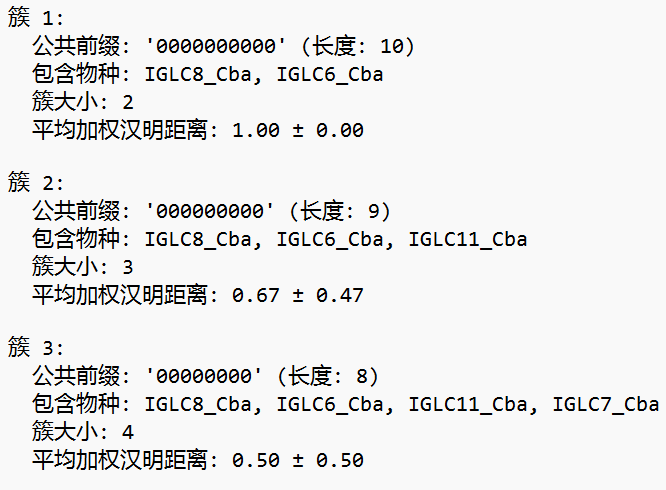 簇 1:
公共前缀: '0000000000' (长度: 10)
包含物种: IGLC8_Cba, IGLC6_Cba
簇大小: 2
平均加权汉明距离: 1.00 ± 0.00
簇 2:
公共前缀: '000000000' (长度: 9)
包含物种: IGLC8_Cba, IGLC6_Cba, IGLC11_Cba
簇大小: 3
平均加权汉明距离: 0.67 ± 0.47
簇 3:
公共前缀: '00000000' (长度: 8)
包含物种: IGLC8_Cba, IGLC6_Cba, IGLC11_Cba, IGLC7_Cba
簇大小: 4
平均加权汉明距离: 0.50 ± 0.50